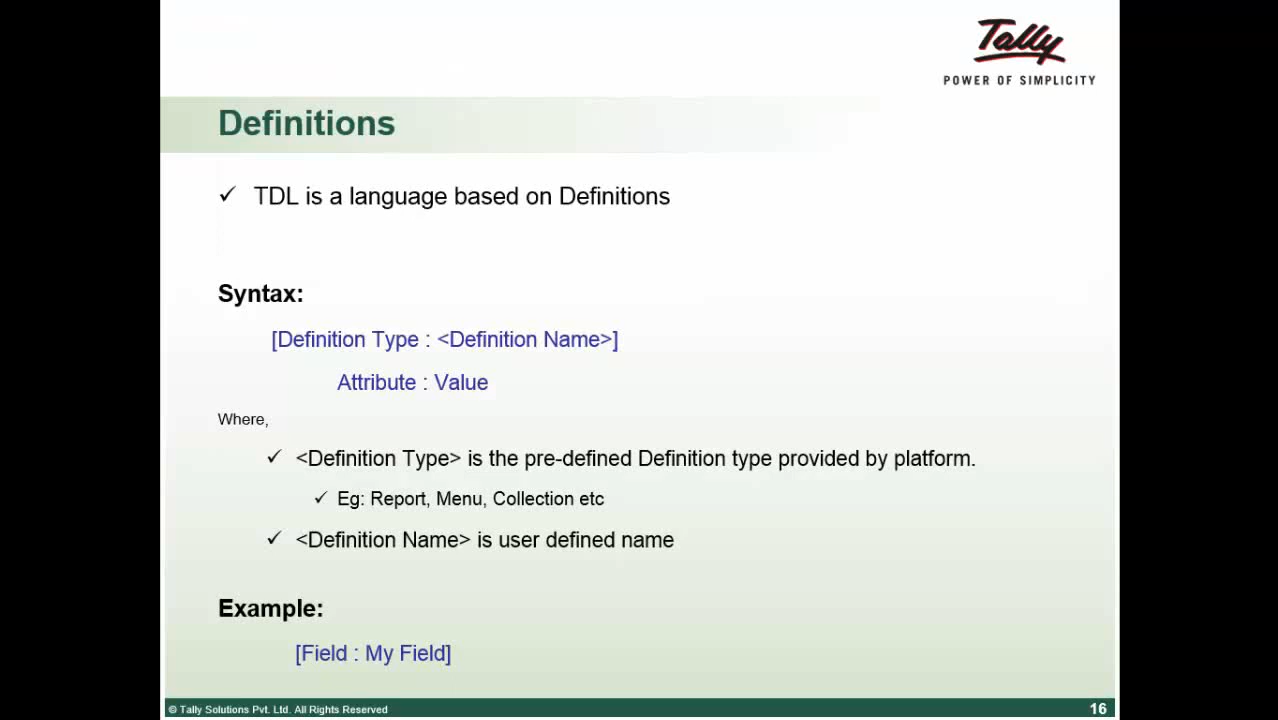 Tally
POWER OF SIMPLICITY
Definitions
✓ TDL is a language based on Definitions
Syntax:
[Definition Type : <Definition Name>]
Attribute : Value
Where,
✓ <Definition Type> is the pre-defined Definition type provided by platform.
✓ Eg: Report, Menu, Collection etc
✓ <Definition Name> is user defined name
Example:
[Field : My Field]
© Tally Solutions Pvt. Ltd. All Rights Reserved
16